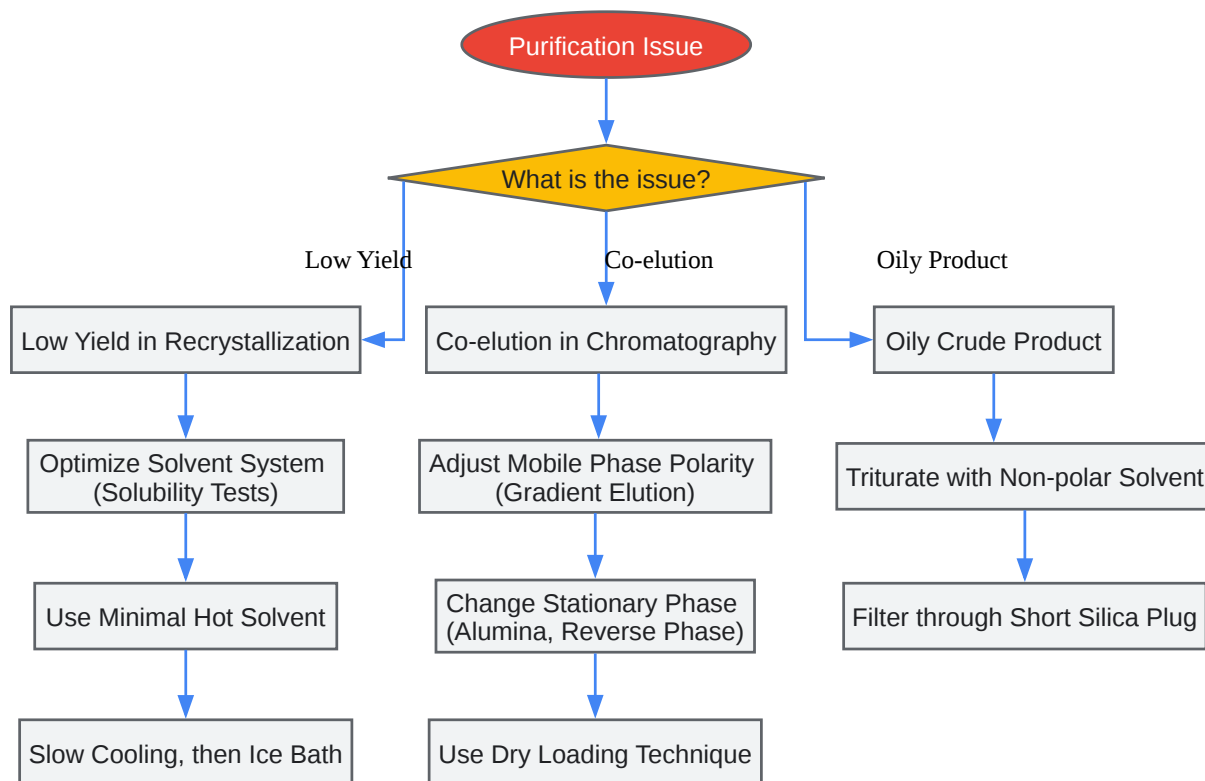 Purification Issue
What is the issue?
Low Yield
Co-elution
Oily Product
Low Yield in Recrystallization
Co-elution in Chromatography
Oily Crude Product
Optimize Solvent System
(Solubility Tests)
Adjust Mobile Phase Polarity
(Gradient Elution)
Triturate with Non-polar Solvent
Use Minimal Hot Solvent
Change Stationary Phase
(Alumina, Reverse Phase)
Filter through Short Silica Plug
Slow Cooling, then Ice Bath
Use Dry Loading Technique